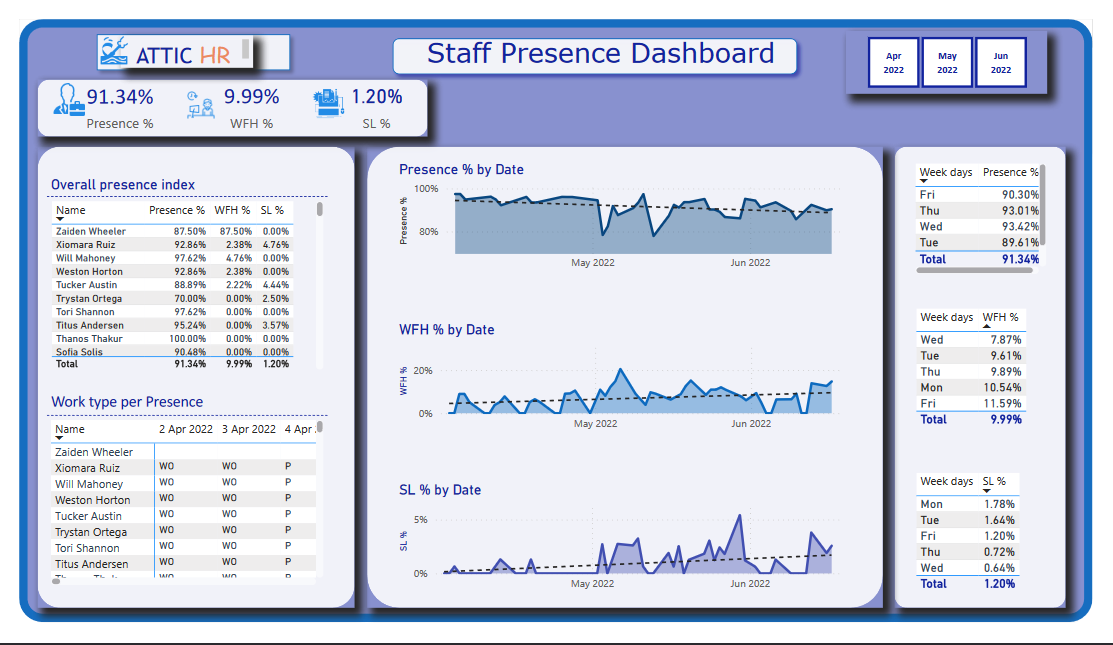 ATTIC HR
Staff Presence Dashboard
Apr 2022
May 2022
Jun 2022
91.34%
Presence %
9.99%
WFH %
1.20%
SL %
Overall presence index
Name Presence % WFH % SL %
Zaiden Wheeler 87.50% 87.50% 0.00%
Xiomara Ruiz 92.86% 2.38% 4.76%
Will Mahoney 97.62% 4.76% 0.00%
Weston Horton 92.86% 2.38% 2.38%
Tucker Austin 88.89% 2.22% 4.44%
Trystan Ortega 70.00% 0.00% 2.50%
Tori Shannon 97.62% 0.00% 0.00%
Titus Andersen 95.24% 0.00% 3.57%
Thanos Thakur 100.00% 0.00% 0.00%
Sofia Solis 90.48% 0.00% 0.00%
Total 91.34% 9.99% 1.20%
Work type per Presence
Name 2 Apr 2022 3 Apr 2022 4 Apr
Zaiden Wheeler
Xiomara Ruiz WO WO P
Will Mahoney WO WO P
Weston Horton WO WO P
Tucker Austin WO WO P
Trystan Ortega WO WO P
Tori Shannon WO WO P
Titus Andersen WO WO P
WO WO P
Presence % by Date
Presence %
100%
80%
May 2022 Jun 2022
WFH % by Date
WFH %
20%
0%
May 2022 Jun 2022
SL % by Date
SL %
5%
0%
May 2022 Jun 2022
Week days Presence %
Fri 90.30%
Thu 93.01%
Wed 93.42%
Tue 89.61%
Total 91.34%
Week days WFH %
Wed 7.87%
Tue 9.61%
Thu 9.89%
Mon 10.54%
Fri 11.59%
Total 9.99%
Week days SL %
Mon 1.78%
Tue 1.64%
Fri 1.20%
Thu 0.72%
Wed 0.64%
Total 1.20%